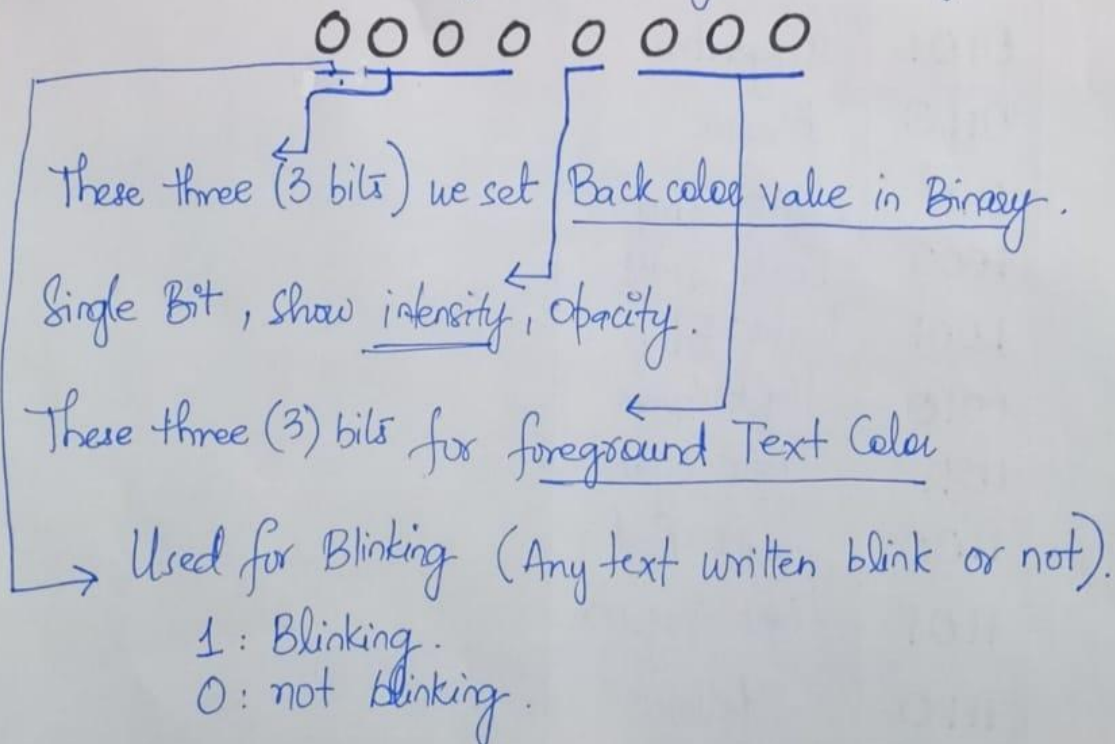 0 0 0 0 0 0 0 0
These three (3 bits) we set Back color value in Binary.
Single Bit, show intensity, Opacity.
These three (3) bits for foreground Text Color
Used for Blinking (Any text written blink or not).
1 : Blinking.
0 : not blinking.